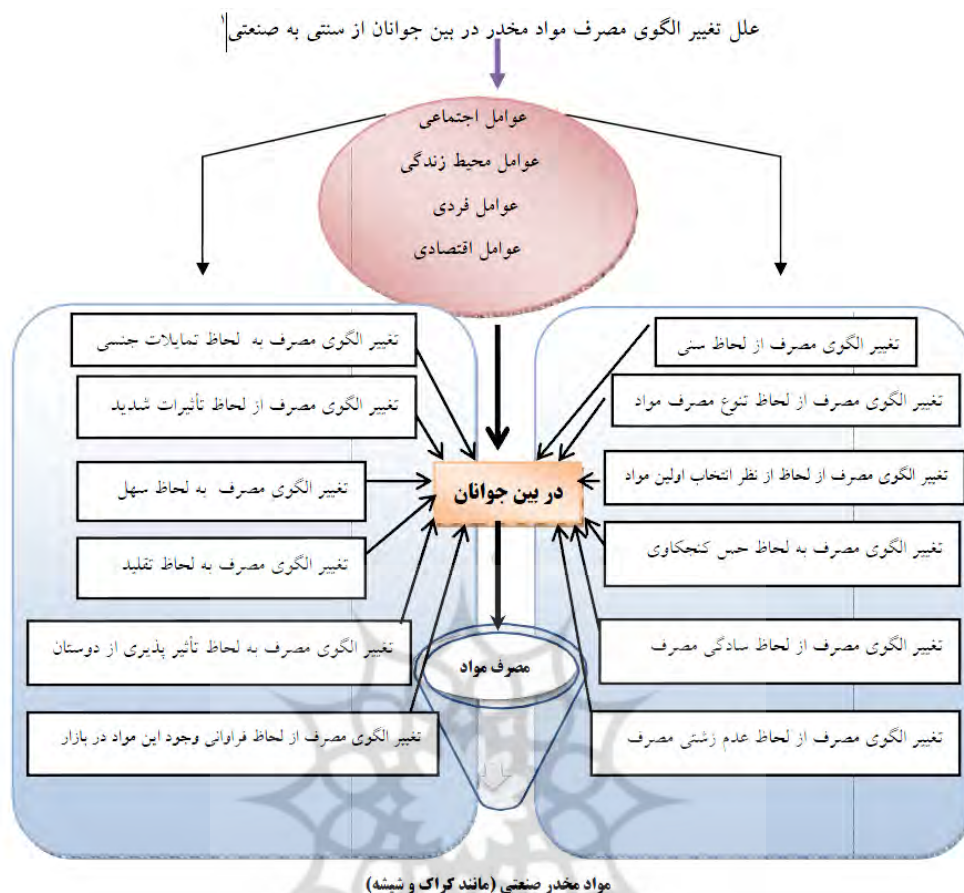 علل تغییر الگوی مصرف مواد مخدر در بین جوانان از سنتی به صنعتی۱
عوامل اجتماعی
عوامل محیط زندگی
عوامل فردی
عوامل اقتصادی
تغییر الگوی مصرف از لحاظ سنی
تغییر الگوی مصرف از لحاظ تنوع مصرف مواد
تغییر الگوی مصرف از لحاظ از نظر انتخاب اولین مواد
تغییر الگوی مصرف به لحاظ حس کنجکاوی
تغییر الگوی مصرف از لحاظ سادگی مصرف
تغییر الگوی مصرف از لحاظ عدم زشتی مصرف
تغییر الگوی مصرف به لحاظ تمایلات جنسی
تغییر الگوی مصرف از لحاظ تأثیرات شدید
تغییر الگوی مصرف به لحاظ سهل
تغییر الگوی مصرف به لحاظ تقلید
تغییر الگوی مصرف به لحاظ تأثیر پذیری از دوستان
تغییر الگوی مصرف از لحاظ فراوانی وجود این مواد در بازار
در بین جوانان
مصرف مواد
مواد مخدر صنعتی (مانند کراک و شیشه)